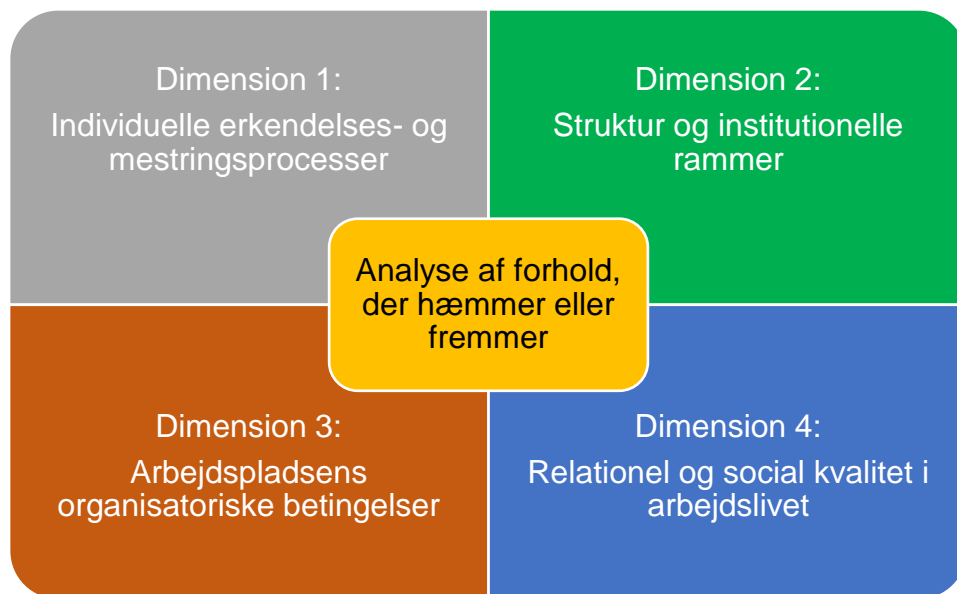 Dimension 1:
Individuelle erkendelses- og
mestringsprocesser
Dimension 2:
Struktur og institutionelle
rammer
Analyse af forhold,
der hæmmer eller
fremmer
Dimension 3:
Arbejdspladsens
organisatoriske betingelser
Dimension 4:
Relationel og social kvalitet i
arbejdslivet